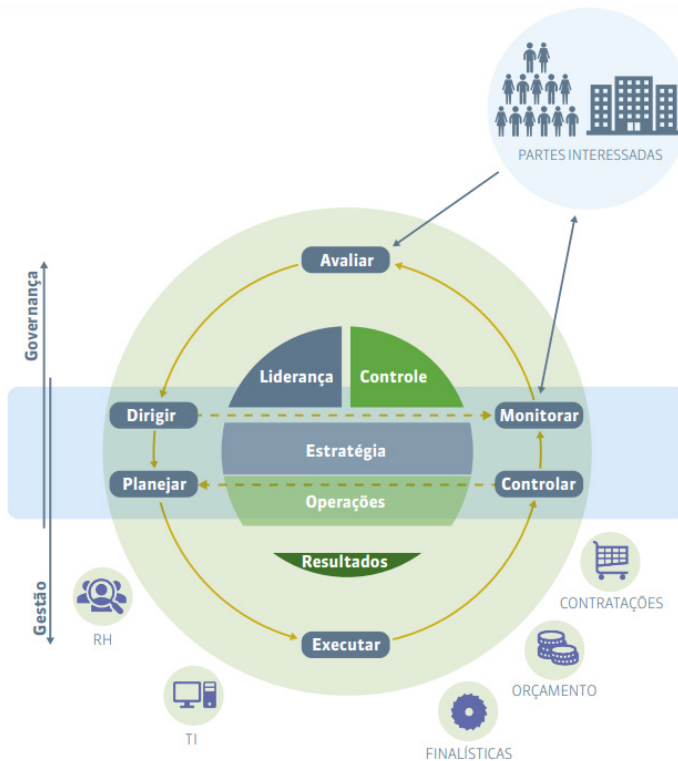 PARTES INTERESSADAS
Avaliar
Governança
Liderança
Controle
Dirigir
Monitorar
Estratégia
Planejar
Controlar
Operações
Resultados
Gestão
CONTRATAÇÕES
RH
Executar
ORÇAMENTO
TI
FINALÍSTICAS